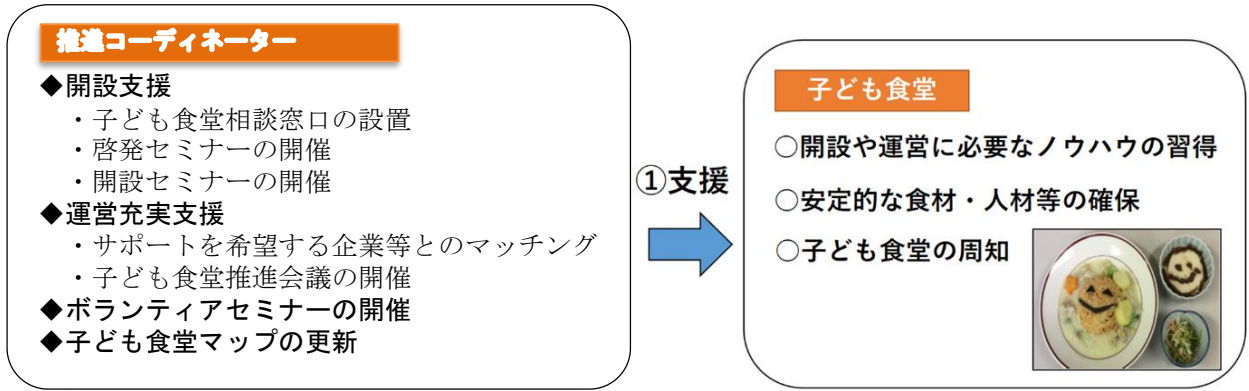 推進コーディネーター
◆開設支援
・子ども食堂相談窓口の設置
・啓発セミナーの開催
・開設セミナーの開催
◆運営充実支援
・サポートを希望する企業等とのマッチング
・子ども食堂推進会議の開催
◆ボランティアセミナーの開催
◆子ども食堂マップの更新
①支援
子ども食堂
○開設や運営に必要なノウハウの習得
○安定的な食材・人材等の確保
○子ども食堂の周知